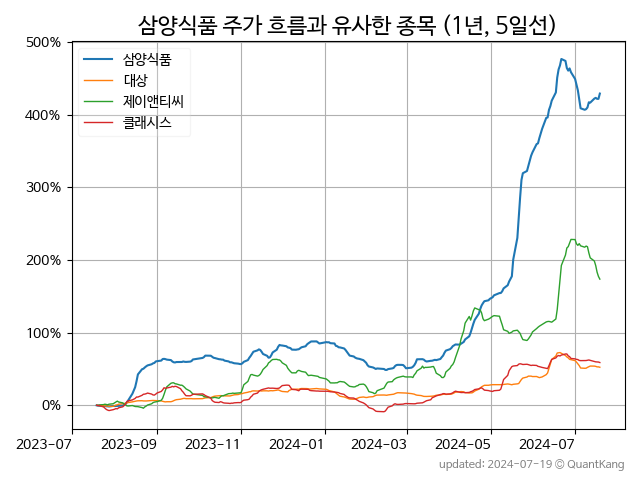 삼양식품 주가 흐름과 유사한 종목 (1년, 5일선)
500%
400%
300%
200%
100%
0%
삼양식품
대상
제이앤티씨
클래시스
2023-07 2023-09 2023-11 2024-01 2024-03 2024-05 2024-07
updated: 2024-07-19 @ QuantKang